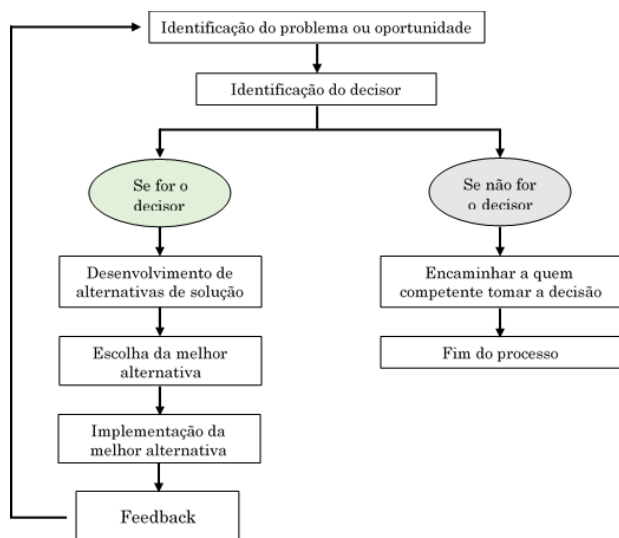 Identificação do problema ou oportunidade
Identificação do decisor
Se for o
decisor
Se não for
o decisor
Desenvolvimento de
alternativas de solução
Encaminhar a quem
competente tomar a decisão
Escolha da melhor
alternativa
Fim do processo
Implementação da
melhor alternativa
Feedback